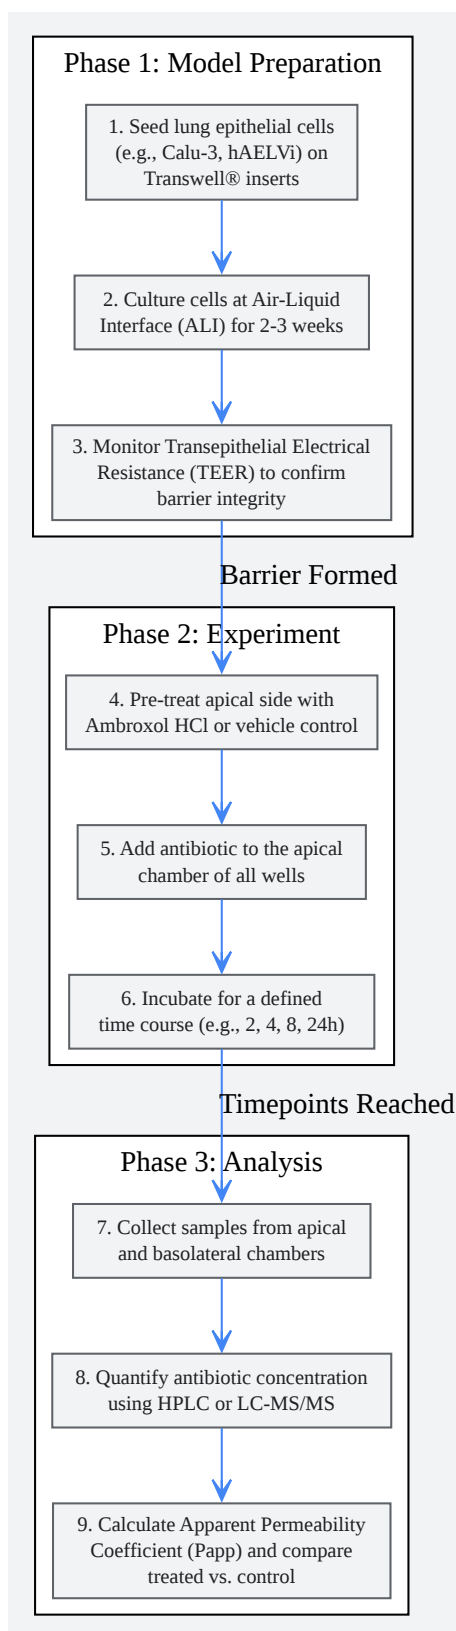 Phase 1: Model Preparation
1. Seed lung epithelial cells
(e.g., Calu-3, hAELVi) on
Transwell® inserts
2. Culture cells at Air-Liquid
Interface (ALI) for 2-3 weeks
3. Monitor Transepithelial Electrical
Resistance (TEER) to confirm
barrier integrity
Barrier Formed
Phase 2: Experiment
4. Pre-treat apical side with
Ambroxol HCl or vehicle control
5. Add antibiotic to the apical
chamber of all wells
6. Incubate for a defined
time course (e.g., 2, 4, 8, 24h)
Timepoints Reached
Phase 3: Analysis
7. Collect samples from apical
and basolateral chambers
8. Quantify antibiotic concentration
using HPLC or LC-MS/MS
9. Calculate Apparent Permeability
Coefficient (Papp) and compare
treated vs. control